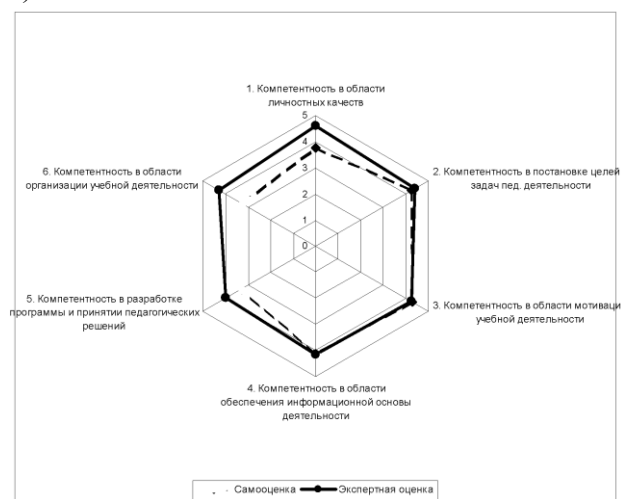 1. Компетентность в области
личностных качеств
5
4
3
2
1
0
2. Компетентность в постановке целей
задач пед. деятельности
3. Компетентность в области мотиваци
учебной деятельности
4. Компетентность в области
обеспечения информационной основы
деятельности
5. Компетентность в разработке
программы и принятии педагогических
решений
6. Компетентность в области
организации учебной деятельности
Самооценка Экспертная оценка